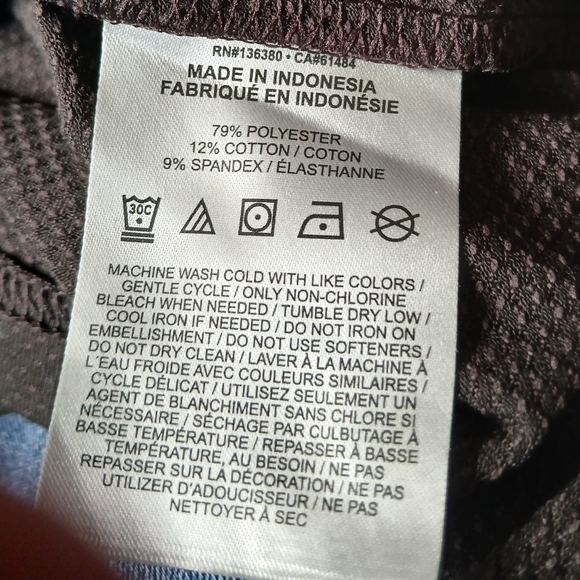 RN#136380 • CA#61484
MADE IN INDONESIA
FABRIQUÉ EN INDONÉSIE
79% POLYESTER
12% COTTON / COTON
9% SPANDEX / ÉLASTHANNE
30C
MACHINE WASH COLD WITH LIKE COLORS /
GENTLE CYCLE / ONLY NON-CHLORINE
BLEACH WHEN NEEDED / TUMBLE DRY LOW /
COOL IRON IF NEEDED / DO NOT IRON ON
EMBELLISHMENT / DO NOT USE SOFTENERS /
DO NOT DRY CLEAN / LAVER À LA MACHINE À
L'EAU FROIDE AVEC COULEURS SIMILAIRES /
CYCLE DÉLICAT / UTILISEZ SEULEMENT UN
AGENT DE BLANCHIMENT SANS CHLORE SI
NÉCESSAIRE / SÉCHAGE PAR CULBUTAGE À
BASSE TEMPÉRATURE / REPASSER À BASSE
TEMPÉRATURE, AU BESOIN / NE PAS
REPASSER SUR LA DÉCORATION / NE PAS
UTILIZER D'ADOUCISSEUR / NE PAS
NETTOYER À SEC